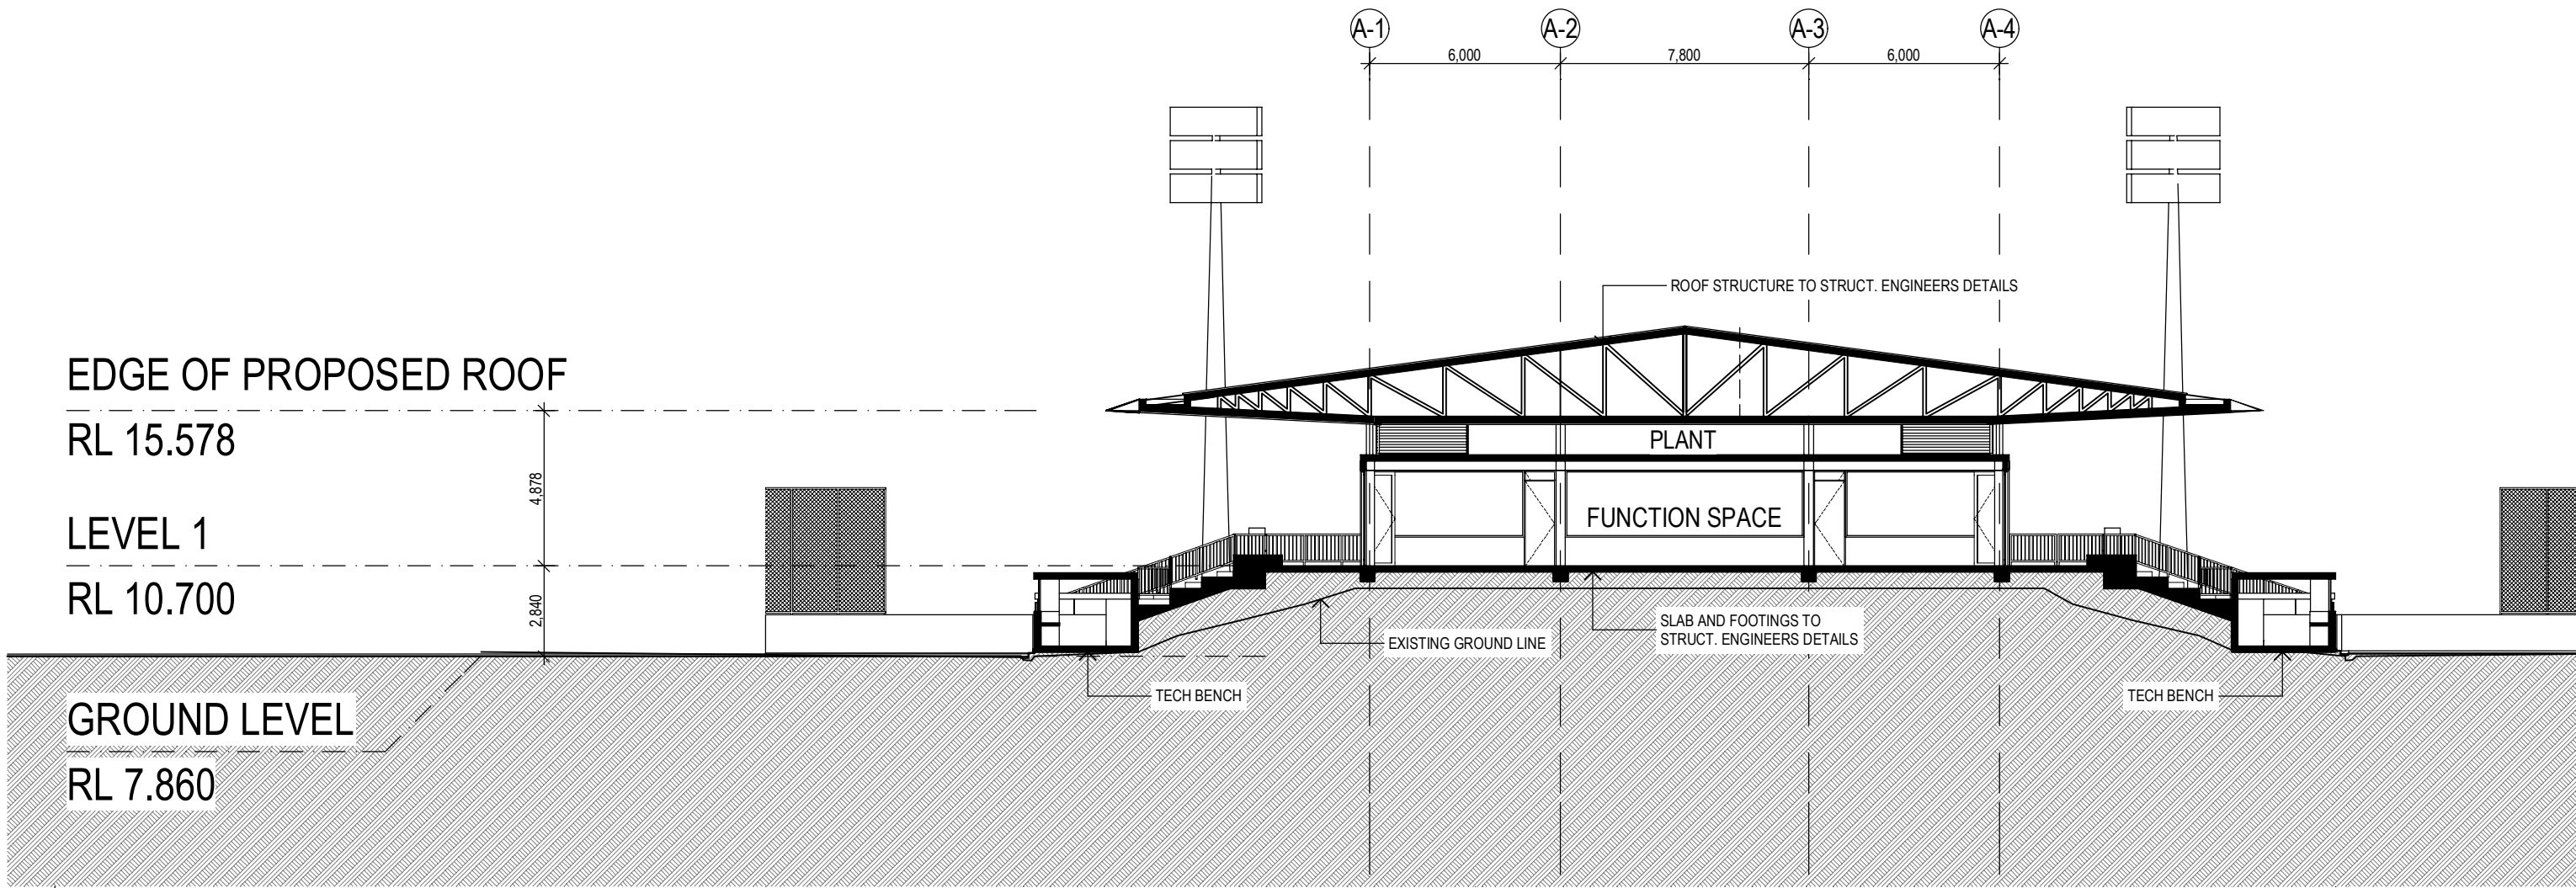 A-1
A-2
A-3
A-4
6,000
7,800
6,000
ROOF STRUCTURE TO STRUCT. ENGINEERS DETAILS
EDGE OF PROPOSED ROOF
RL 15.578
PLANT
4,878
LEVEL 1
FUNCTION SPACE
RL 10.700
2,840
SLAB AND FOOTINGS TO
STRUCT. ENGINEERS DETAILS
EXISTING GROUND LINE
TECH BENCH
TECH BENCH
GROUND LEVEL
RL 7.860